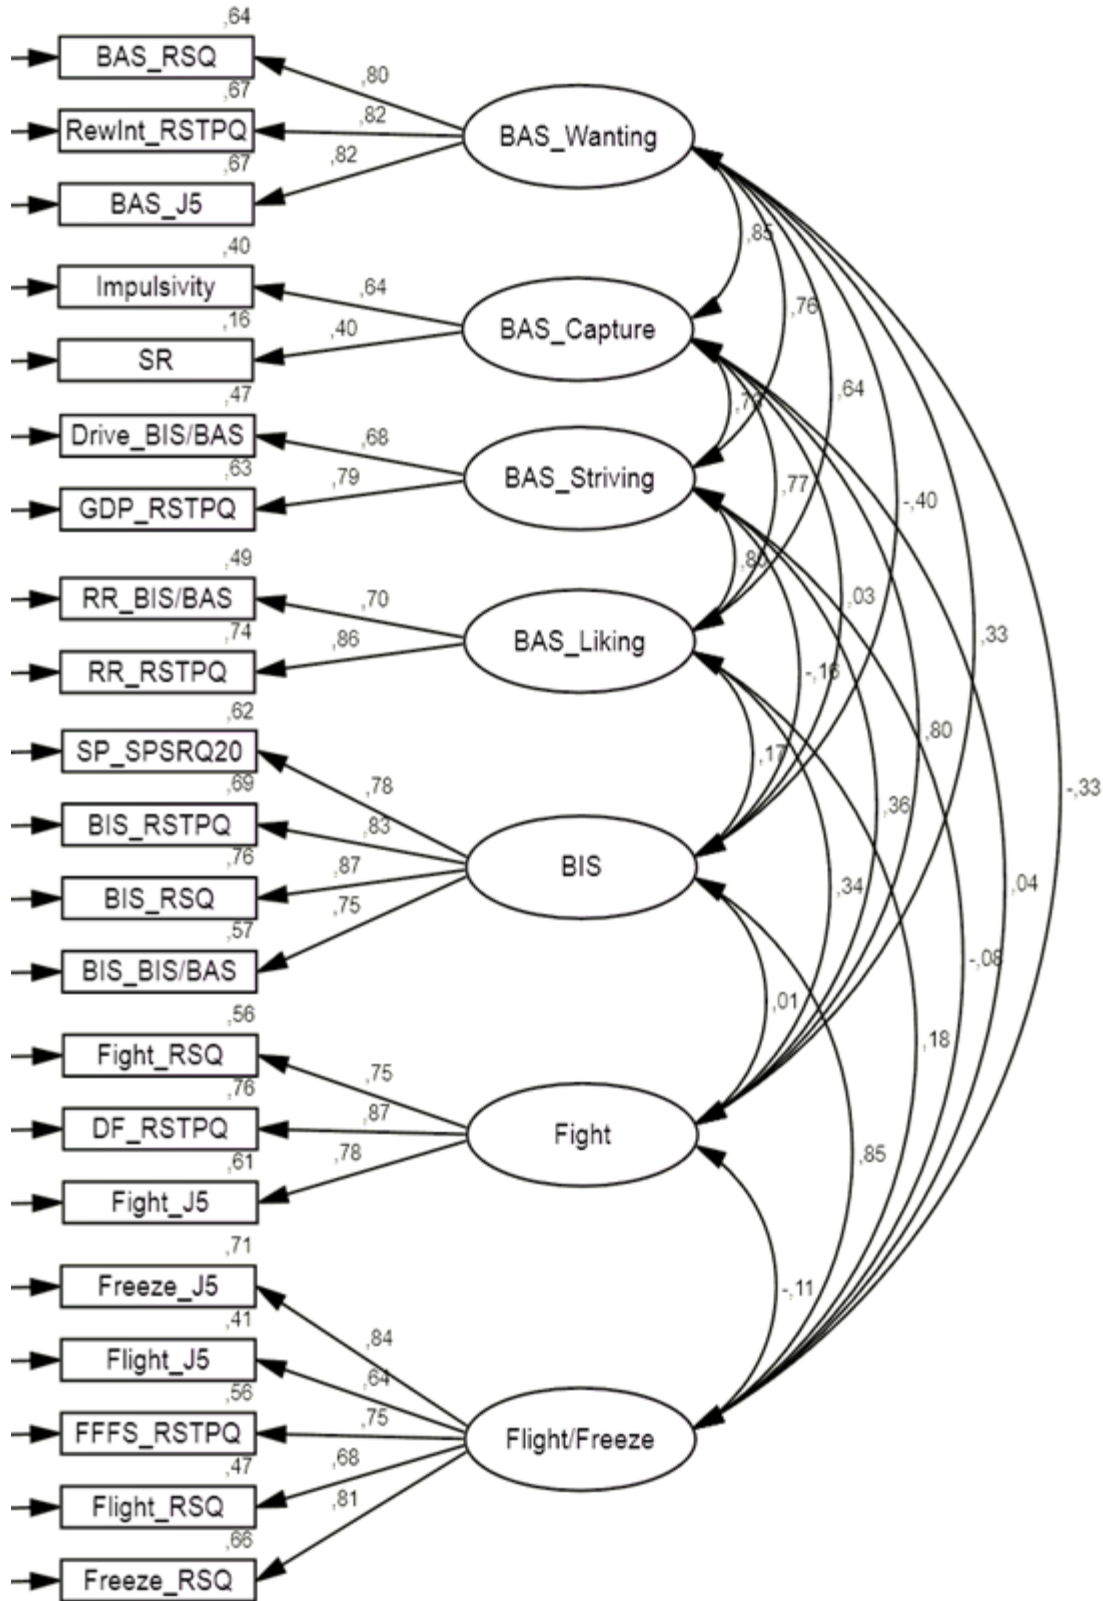 ,64
BAS_RSQ
,80
,67
RewInt_RSTPQ
,82
BAS_Wanting
,67
,82
BAS_J5
,85
,40
Impulsivity
,64
,76
,16
BAS_Capture
,40
SR
,64
,47
Drive_BIS/BAS
,68
,63
BAS_Striving
,77
,79
GDP_RSTPQ
-,40
,49
RR_BIS/BAS
,70
,03
,74
BAS_Liking
,33
,86
RR_RSTPQ
-,16
,62
SP_SPSRQ20
,80
,17
,69
,78
-,33
BIS_RSTPQ
,83
,36
,76
BIS
,87
BIS_RSQ
,34
,04
,75
,57
BIS_BIS/BAS
-,08
,56
,01
Fight_RSQ
,18
,75
,76
DF_RSTPQ
,87
Fight
,61
,78
,85
Fight_J5
,71
Freeze_J5
-,11
,41
,84
Flight_J5
,64
,56
,75
FFFS_RSTPQ
Flight/Freeze
,47
,68
Flight_RSQ
,81
,66
Freeze_RSQ